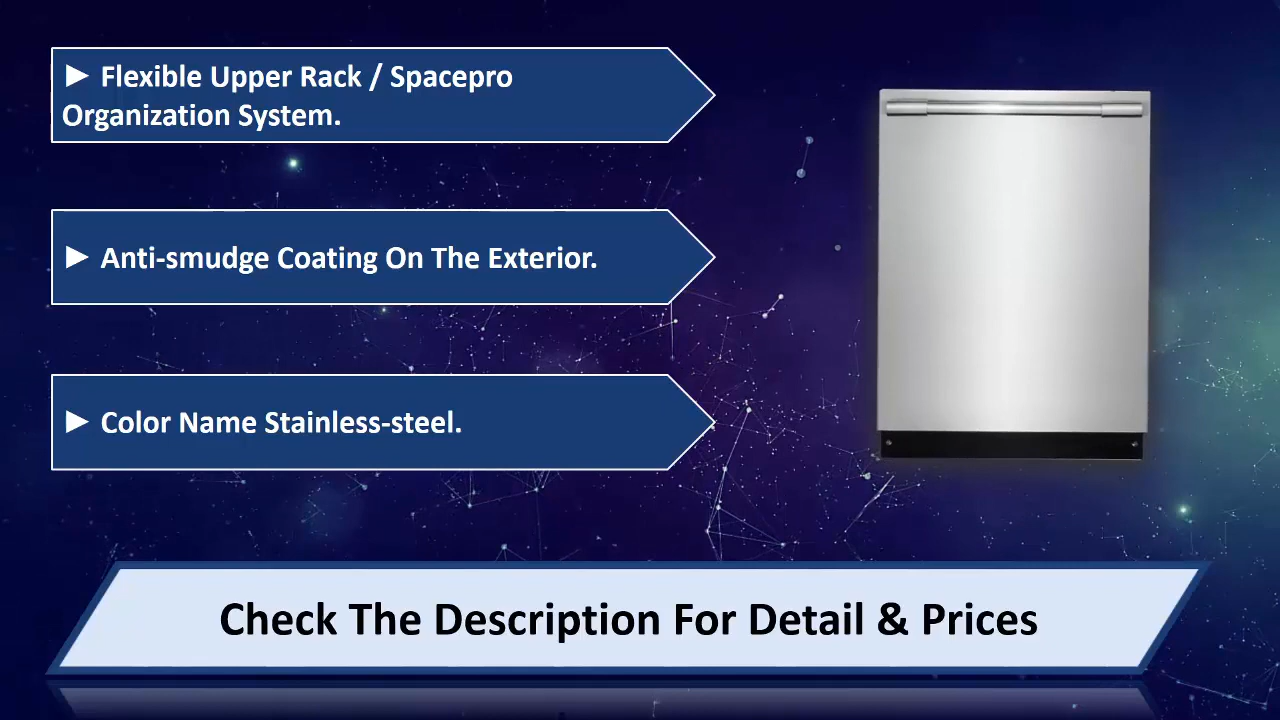 ► Flexible Upper Rack / Spacepro
Organization System.
► Anti-smudge Coating On The Exterior.
► Color Name Stainless-steel.
Check The Description For Detail & Prices